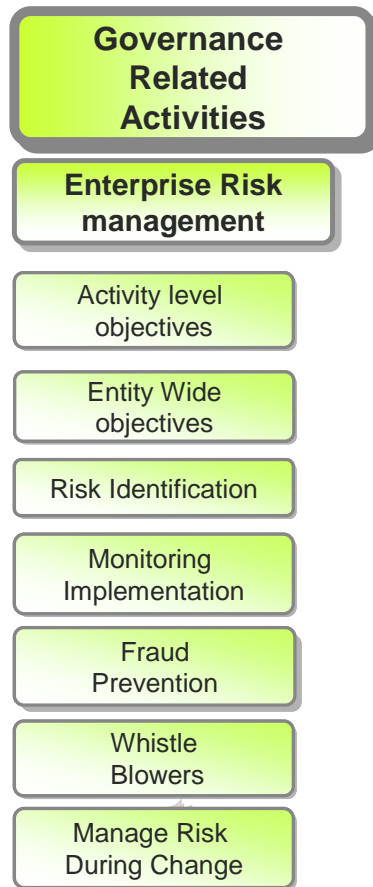 Governance
Related
Activities
Enterprise Risk
management
Activity level
objectives
Entity Wide
objectives
Risk Identification
Monitoring
Implementation
Fraud
Prevention
Whistle
Blowers
Manage Risk
During Change